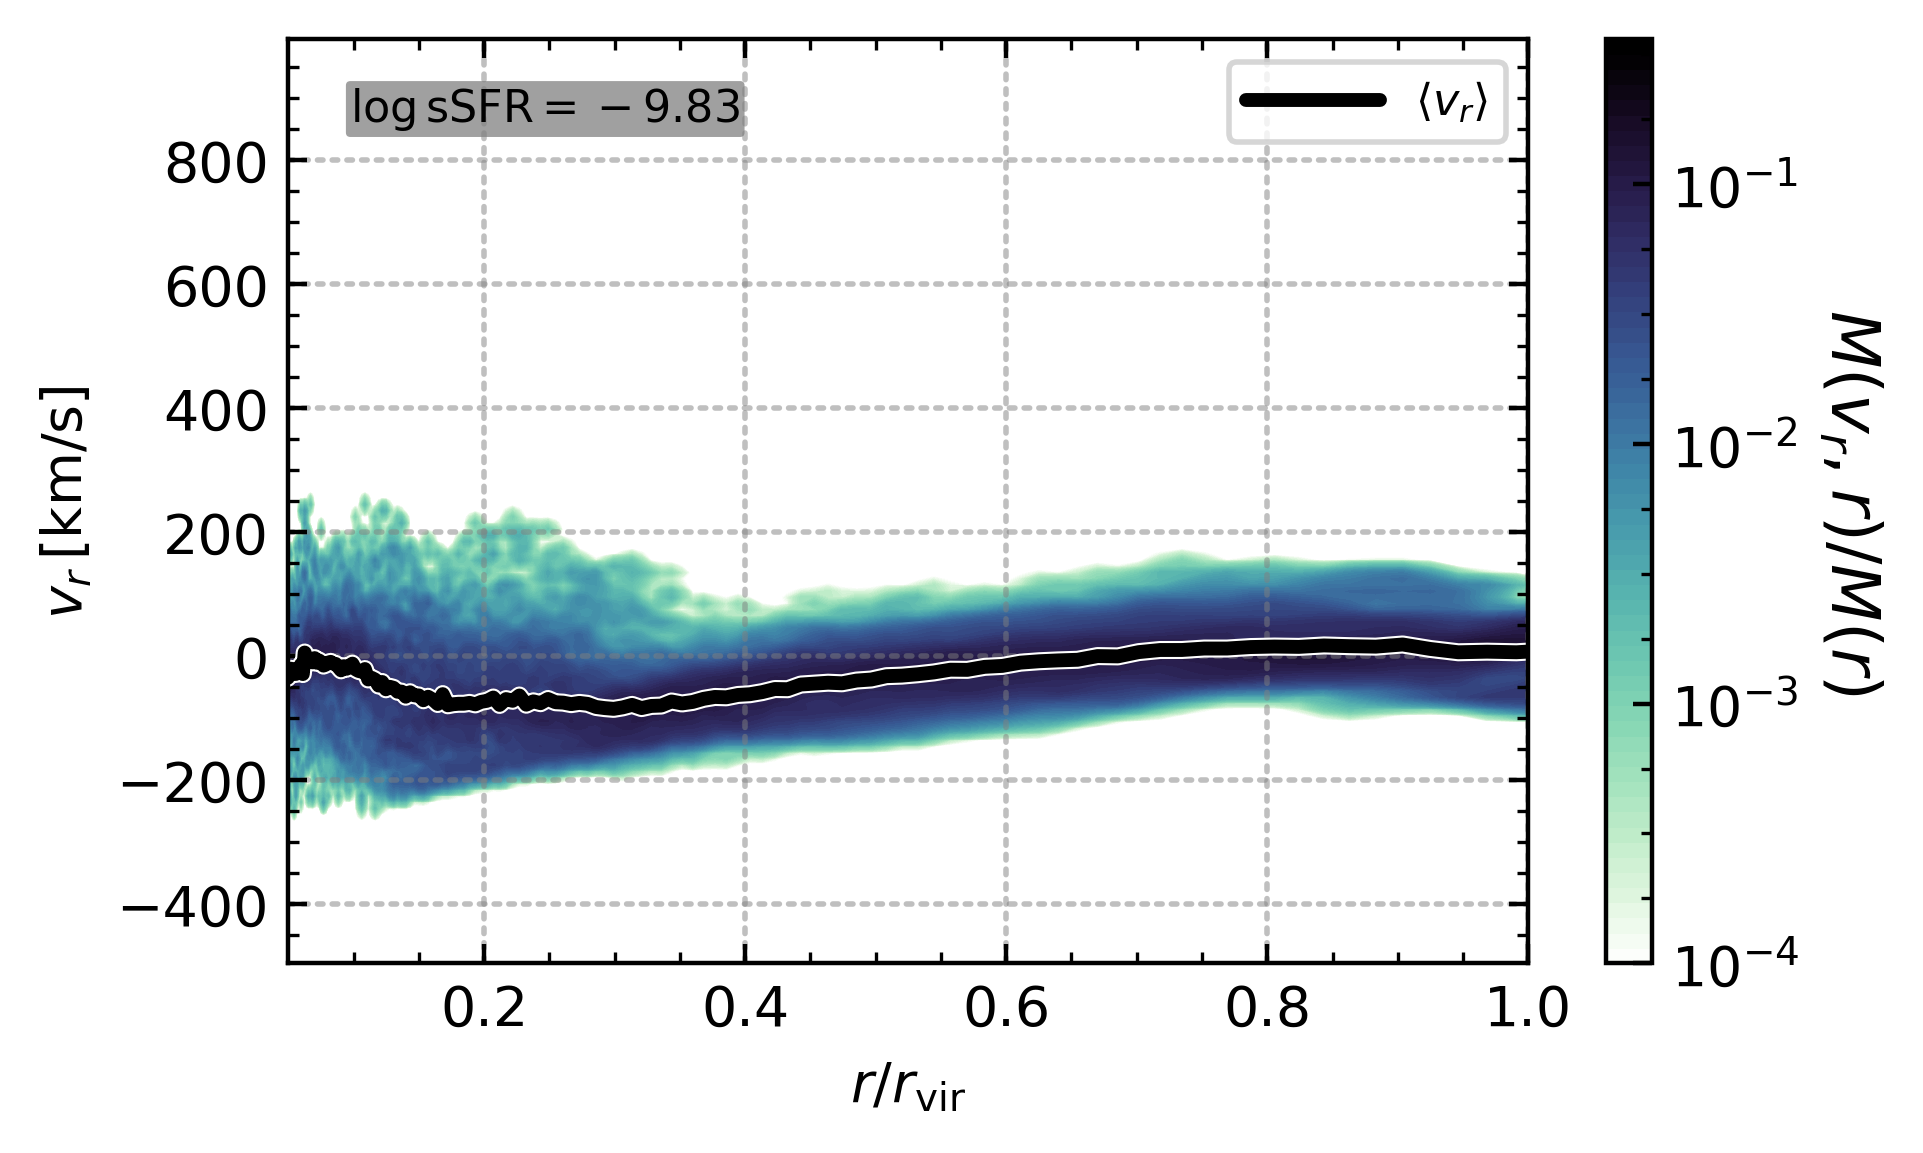 log sSFR = −9.83
⟨v_r⟩
800
600
400
200
0
−200
−400
v_r [km/s]
0.2 0.4 0.6 0.8 1.0
r/r_vir
10^{−1}
10^{−2}
10^{−3}
10^{−4}
M(v_r, r)/M(r)